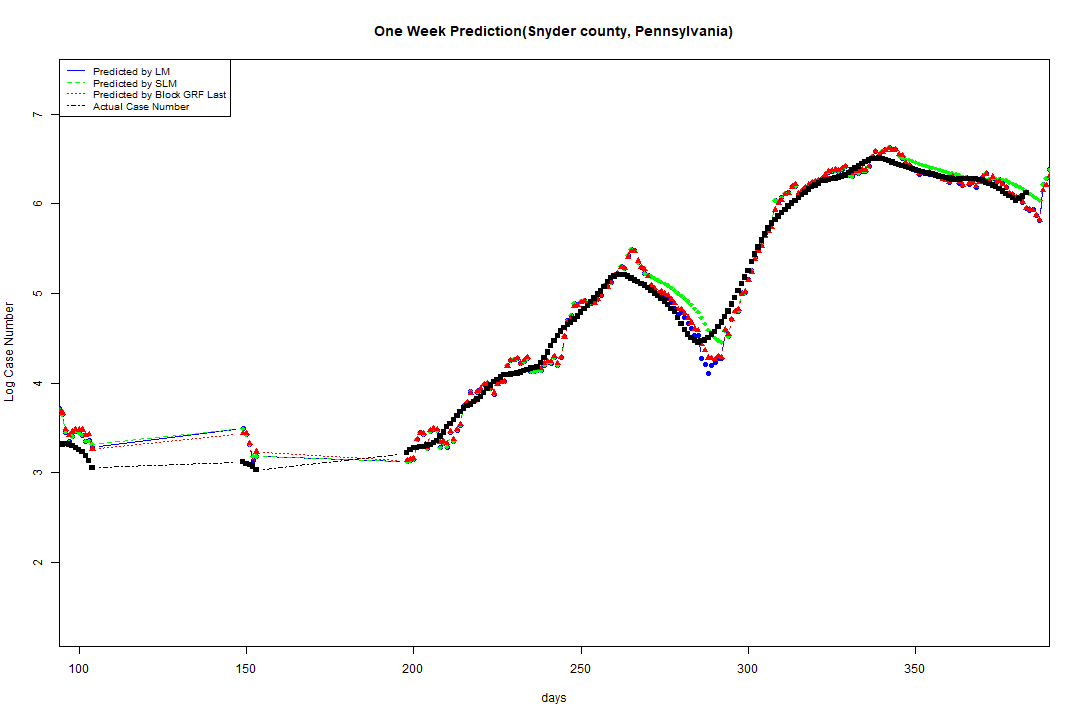 One Week Prediction(Snyder county, Pennsylvania)
Predicted by LM
Predicted by SLM
Predicted by Block GRF Last
Actual Case Number
7
6
5
4
3
2
Log Case Number
100 150 200 250 300 350
days